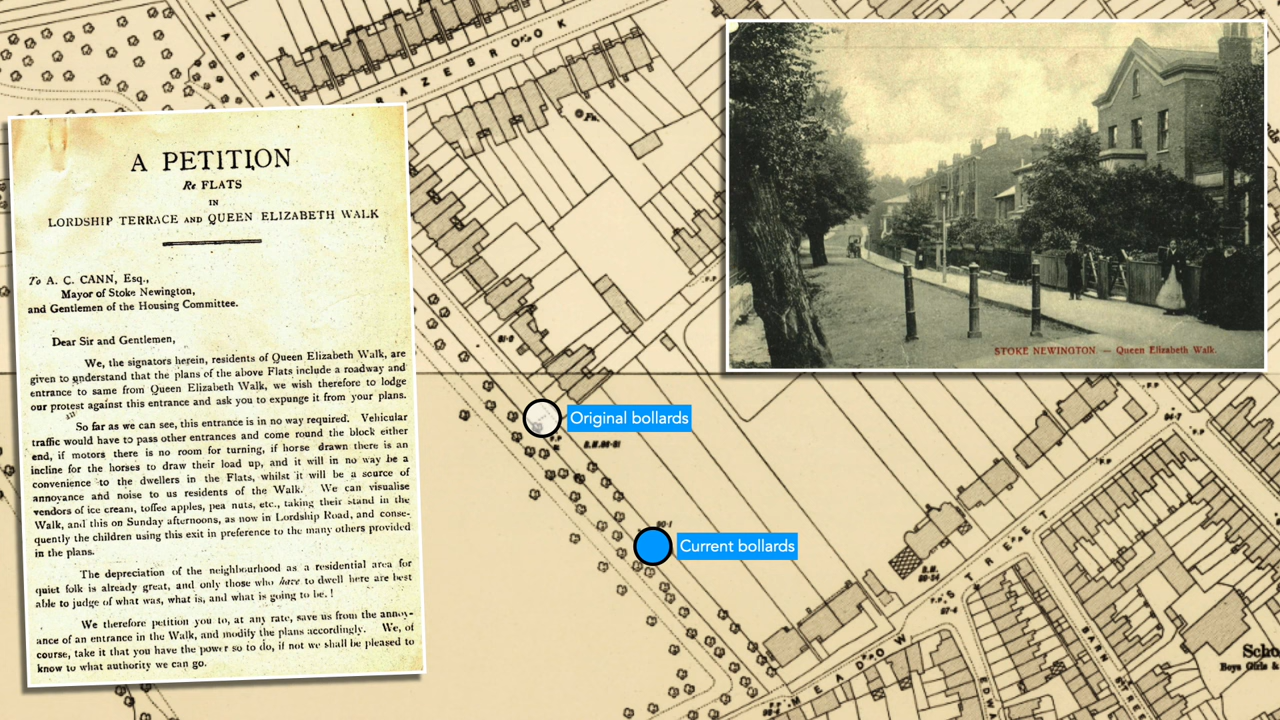 A PETITION
Re FLATS
IN
LORDSHIP TERRACE AND QUEEN ELIZABETH WALK
To A. C. CANN, Esq.,
Mayor of Stoke Newington,
and Gentlemen of the Housing Committee.
Dear Sir and Gentlemen,
We, the signators herein, residents of Queen Elizabeth Walk, are
given to understand that the plans of the above Flats include a roadway and
entrance to same from Queen Elizabeth Walk, we wish therefore to lodge
our protest against this entrance and ask you to expunge it from your plans.
So far as we can see, this entrance is in no way required. Vehicular
traffic would have to pass other entrances and come round the block either
end, if motors there is no room for turning, if horse drawn there is an
incline for the horses to draw their load up, and it will in no way be a
convenience to the dwellers in the Flats, whilst it will be a source of
annoyance and noise to us residents of the Walk. We can visualise
vendors of ice cream, toffee apples, pea nuts, etc., taking their stand in the
Walk, and this on Sunday afternoons, as now in Lordship Road, and conse-
quently the children using this exit in preference to the many others provided
in the plans.
The depreciation of the neighbourhood as a residential area for
quiet folk is already great, and only those who have to dwell here are best
able to judge of what was, what is, and what is going to be. !
We therefore petition you to, at any rate, save us from the annoy-
ance of an entrance in the Walk, and modify the plans accordingly. We, of
course, take it that you have the power so to do, if not we shall be pleased to
know to what authority we can go.
ZABET
AZEBROOK
STOKE NEWINGTON — Queen Elizabeth Walk.
Original bollards
Current bollards
MEADOW STREET
BARN STRE
EDWA
Scho
Boys Girls &